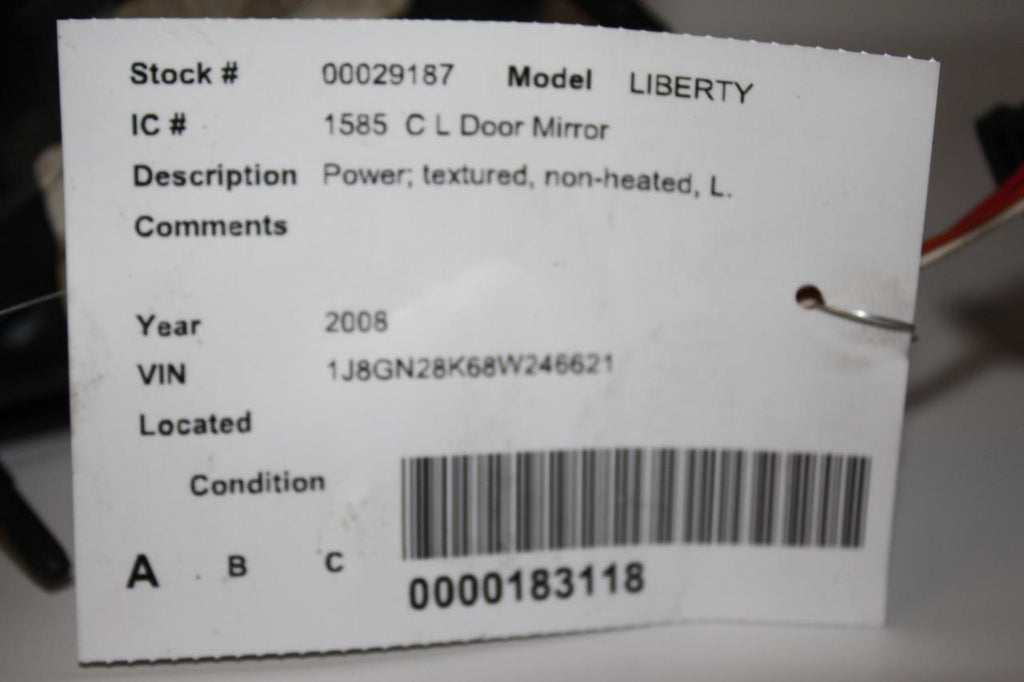 Stock # 00029187 Model LIBERTY
IC # 1585 C L Door Mirror
Description Power; textured, non-heated, L.
Comments
Year 2008
VIN 1J8GN28K68W246621
Located
Condition
A B C
0000183118